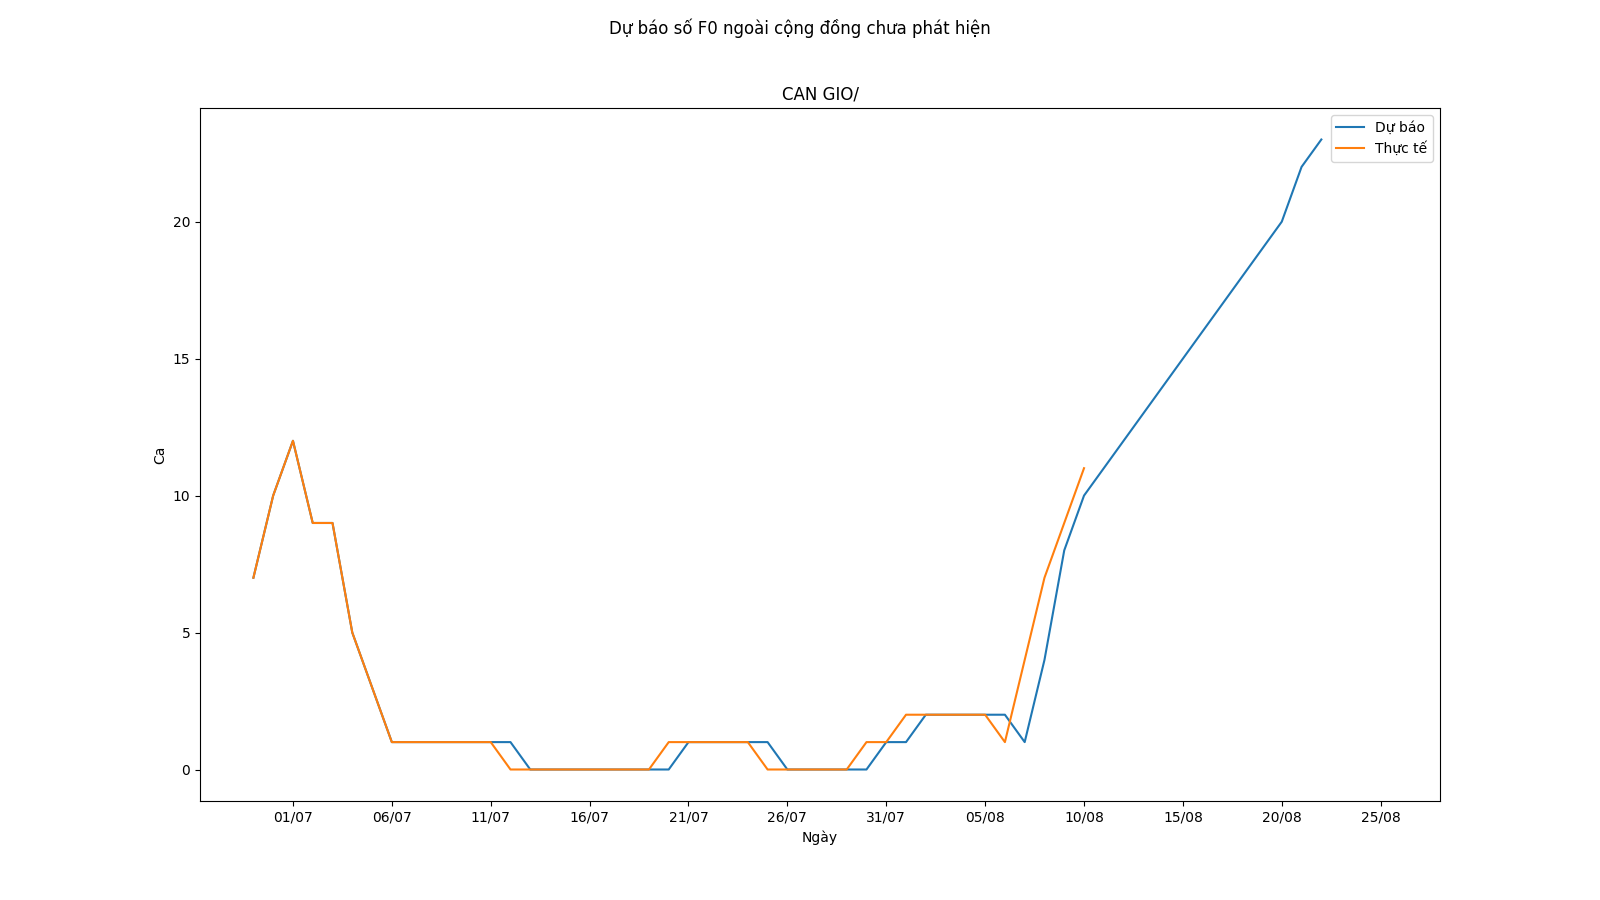 Dự báo số F0 ngoài cộng đồng chưa phát hiện
CAN GIO/
Dự báo
Thực tế
20
15
10
5
0
Ca
01/07 06/07 11/07 16/07 21/07 26/07 31/07 05/08 10/08 15/08 20/08 25/08
Ngày